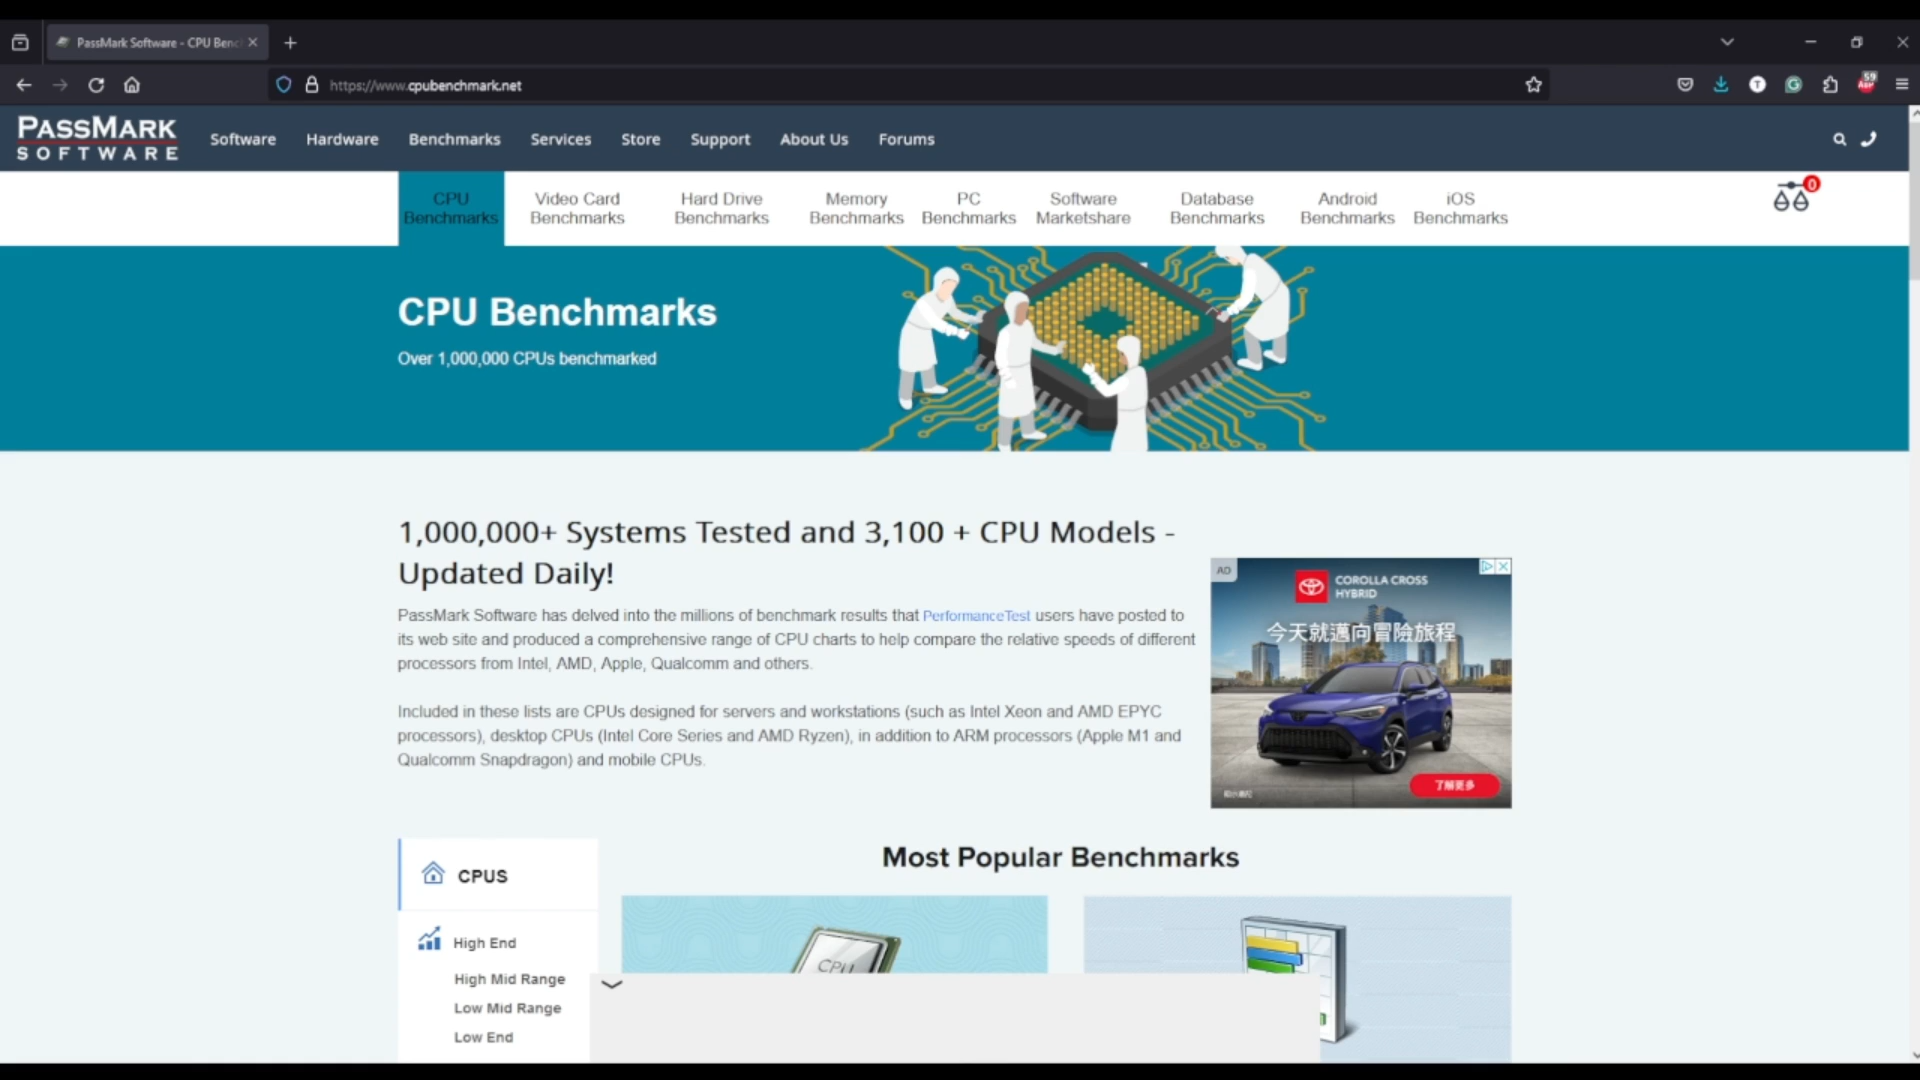 PassMark Software - CPU Benc
https://www.cpubenchmark.net
59
ABP
T
G
PASSMARK
SOFTWARE
Software
Hardware
Benchmarks
Services
Store
Support
About Us
Forums
CPU
Benchmarks
Video Card
Benchmarks
Hard Drive
Benchmarks
Memory
Benchmarks
PC
Benchmarks
Software
Marketshare
Database
Benchmarks
Android
Benchmarks
iOS
Benchmarks
0
CPU Benchmarks
Over 1,000,000 CPUs benchmarked
1,000,000+ Systems Tested and 3,100 + CPU Models -
Updated Daily!
PassMark Software has delved into the millions of benchmark results that PerformanceTest users have posted to
its web site and produced a comprehensive range of CPU charts to help compare the relative speeds of different
processors from Intel, AMD, Apple, Qualcomm and others.
Included in these lists are CPUs designed for servers and workstations (such as Intel Xeon and AMD EPYC
processors), desktop CPUs (Intel Core Series and AMD Ryzen), in addition to ARM processors (Apple M1 and
Qualcomm Snapdragon) and mobile CPUs.
AD
COROLLA CROSS
HYBRID
今天就邁向冒險旅程
了解更多
CPUS
High End
High Mid Range
Low Mid Range
Low End
Most Popular Benchmarks
CPU